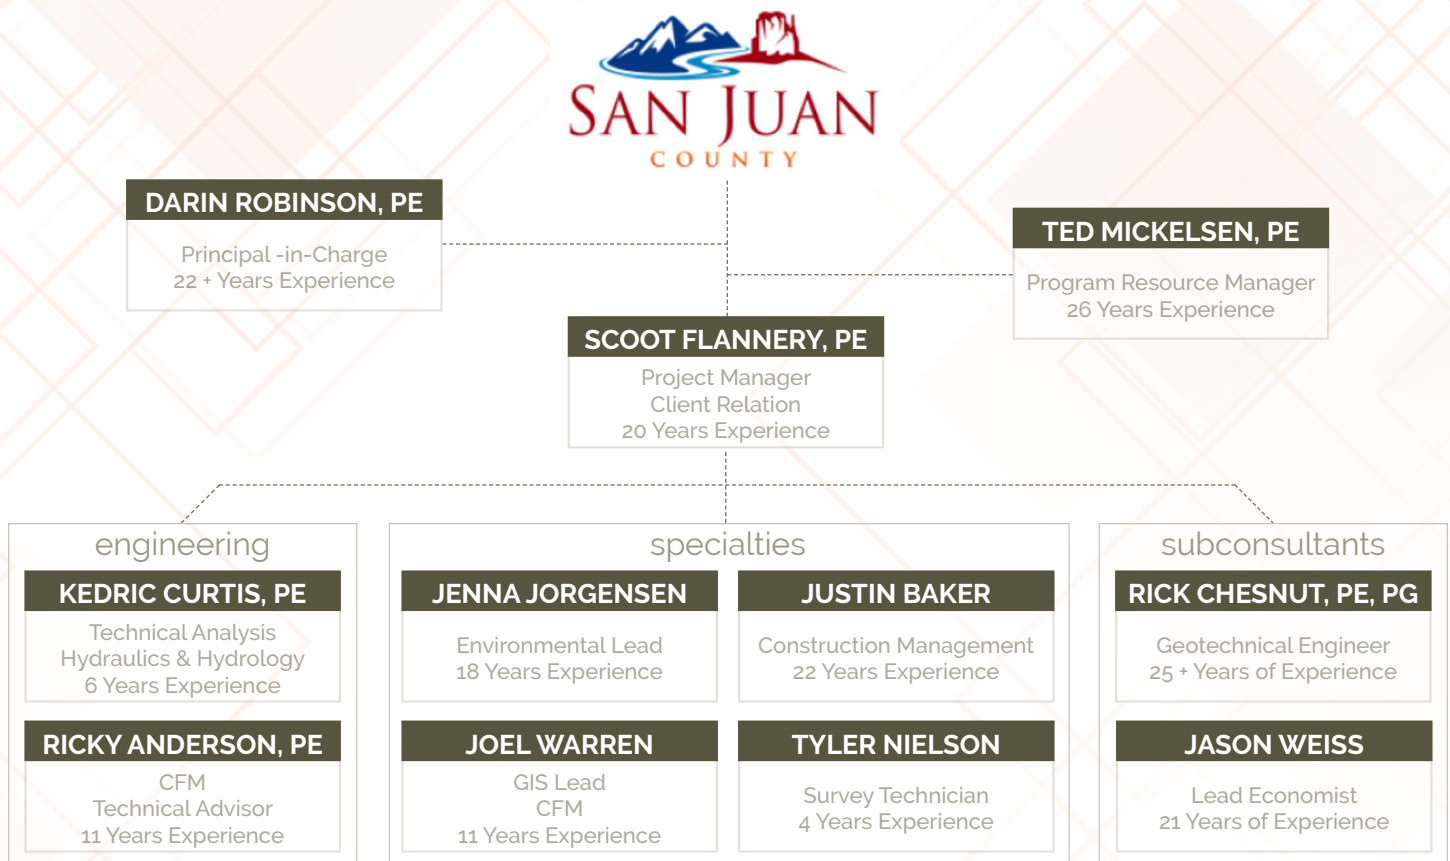 SAN JUAN
COUNTY
DARIN ROBINSON, PE
Principal -in-Charge
22 + Years Experience
TED MICKELSEN, PE
Program Resource Manager
26 Years Experience
SCOOT FLANNERY, PE
Project Manager
Client Relation
20 Years Experience
engineering
KEDRIC CURTIS, PE
Technical Analysis
Hydraulics & Hydrology
6 Years Experience
RICKY ANDERSON, PE
CFM
Technical Advisor
11 Years Experience
specialties
JENNA JORGENSEN
Environmental Lead
18 Years Experience
JUSTIN BAKER
Construction Management
22 Years Experience
JOEL WARREN
GIS Lead
CFM
11 Years Experience
TYLER NIELSON
Survey Technician
4 Years Experience
subconsultants
RICK CHESNUT, PE, PG
Geotechnical Engineer
25 + Years of Experience
JASON WEISS
Lead Economist
21 Years of Experience